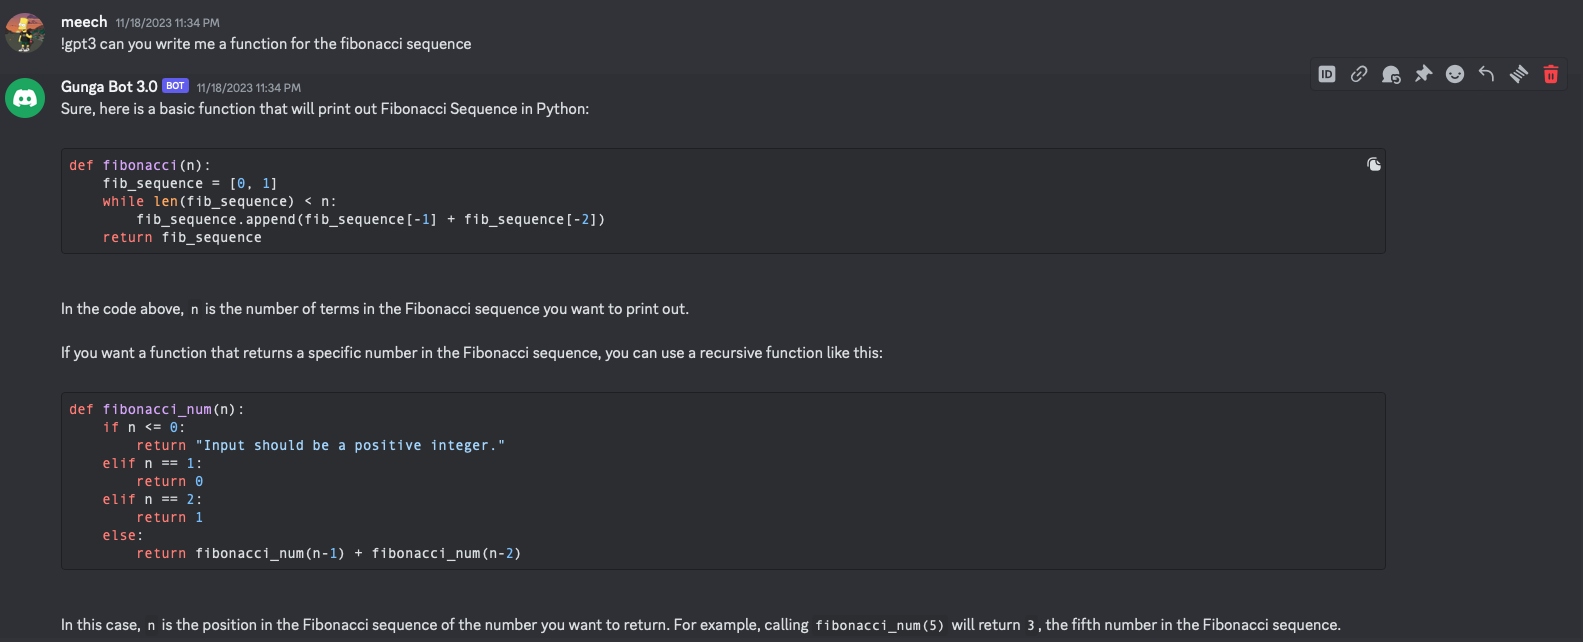 meech 11/18/2023 11:34 PM
!gpt3 can you write me a function for the fibonacci sequence
ID
Gunga Bot 3.0 BOT 11/18/2023 11:34 PM
Sure, here is a basic function that will print out Fibonacci Sequence in Python:
def fibonacci(n):
    fib_sequence = [0, 1]
    while len(fib_sequence) < n:
        fib_sequence.append(fib_sequence[-1] + fib_sequence[-2])
    return fib_sequence
In the code above, n is the number of terms in the Fibonacci sequence you want to print out.
If you want a function that returns a specific number in the Fibonacci sequence, you can use a recursive function like this:
def fibonacci_num(n):
    if n <= 0:
        return "Input should be a positive integer."
    elif n == 1:
        return 0
    elif n == 2:
        return 1
    else:
        return fibonacci_num(n-1) + fibonacci_num(n-2)
In this case, n is the position in the Fibonacci sequence of the number you want to return. For example, calling fibonacci_num(5) will return 3, the fifth number in the Fibonacci sequence.